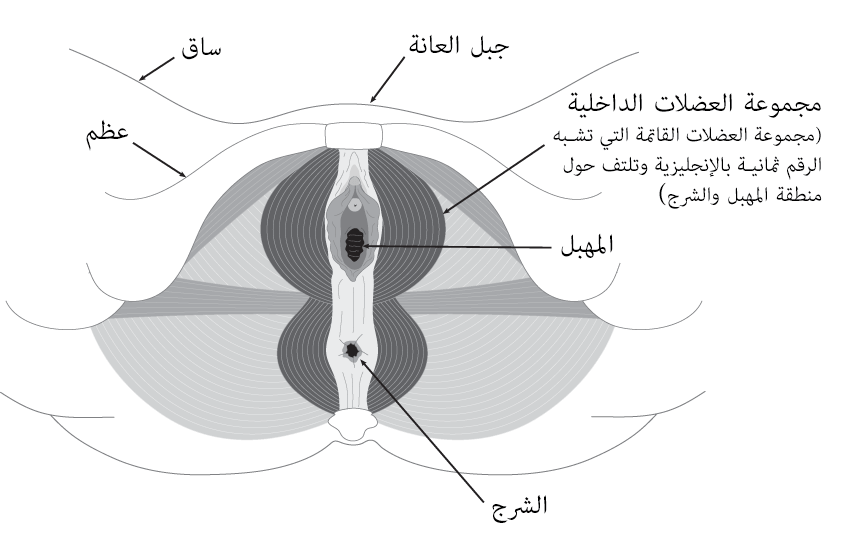 ساق
جبل العانة
مجموعة العضلات الداخلية
(مجموعة العضلات القاتمة التي تشبه
الرقم ثمانية بالإنجليزية وتلتف حول
منطقة المهبل والشرج)
عظم
المهبل
الشرج